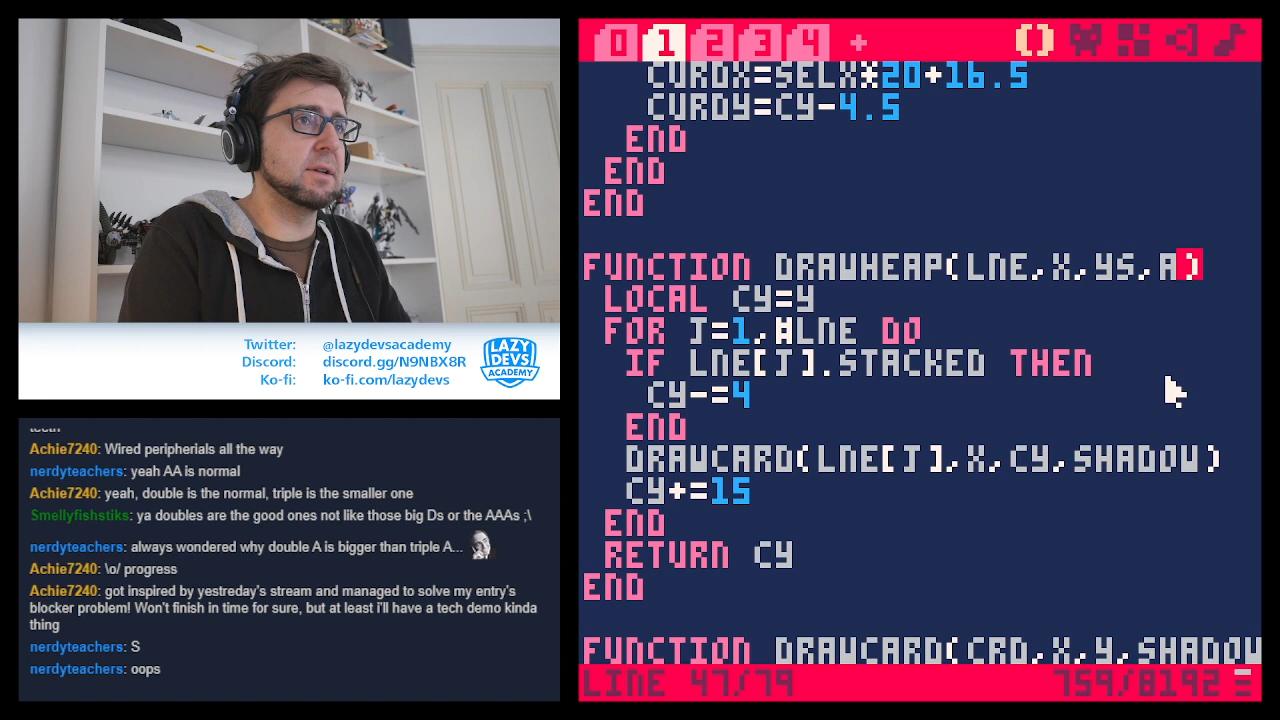 Twitter: @lazydevsacademy
Discord: discord.gg/N9NBX8R
Ko-fi: ko-fi.com/lazydevs
LAZY
DEVS
ACADEMY
teeth
Achie7240: Wired peripherials all the way
nerdyteachers: yeah AA is normal
Achie7240: yeah, double is the normal, triple is the smaller one
Smellyfishstiks: ya doubles are the good ones not like those big Ds or the AAAs ;\
nerdyteachers: always wondered why double A is bigger than triple A...
Achie7240: \o/ progress
Achie7240: got inspired by yestreday's stream and managed to solve my entry's
blocker problem! Won't finish in time for sure, but at least i'll have a tech demo kinda
thing
nerdyteachers: S
nerdyteachers: oops
0 1 2 3 4 +
CURDX=SELX*20+16.5
CURDY=CY-4.5
END
END
END
FUNCTION DRAWHEAP(LNE,X,YS,A)
LOCAL CY=Y
FOR J=1,#LNE DO
IF LNE[J].STACKED THEN
CY-=4
END
DRAWCARD(LNE[J],X,CY,SHADOW)
CY+=15
END
RETURN CY
END
FUNCTION DRAWCARD(CRD,X,Y,SHADOW
LINE 47/79 759/8192